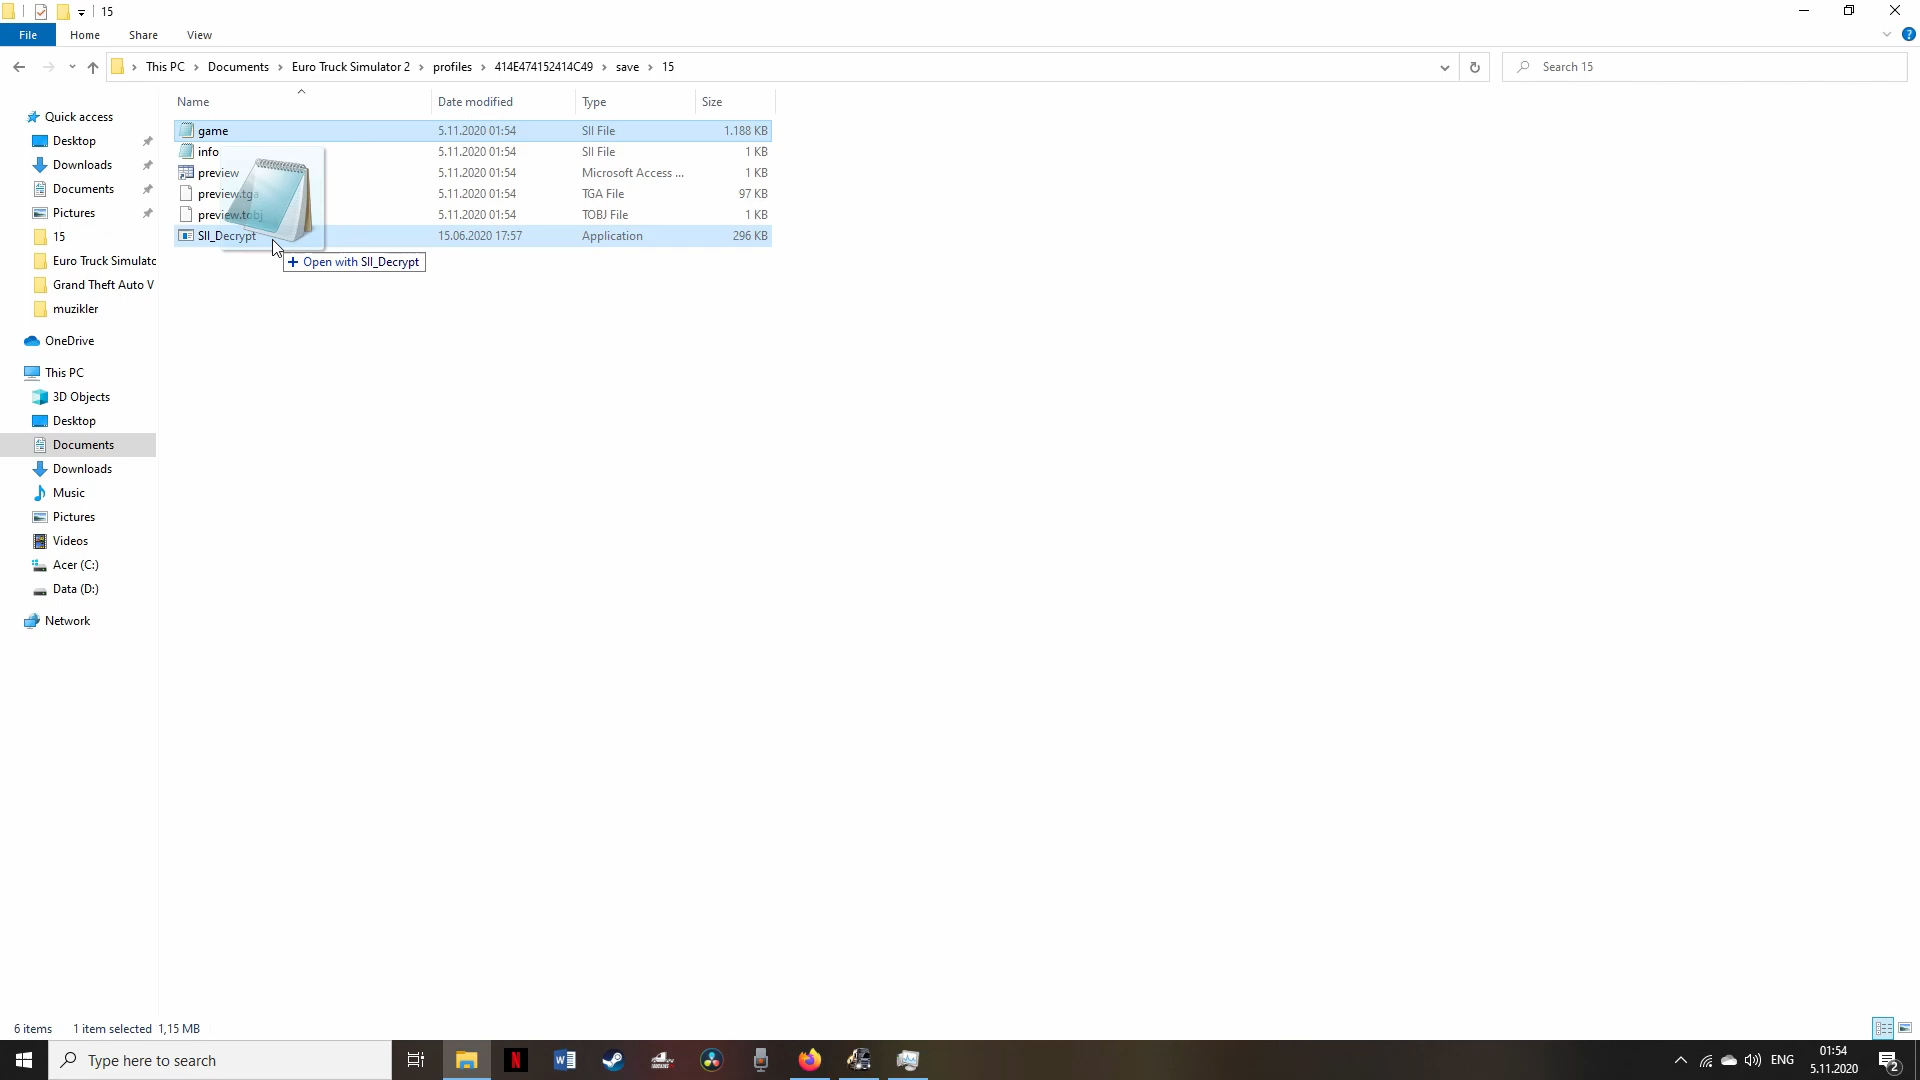 15
File Home Share View
This PC Documents Euro Truck Simulator 2 profiles 414E474152414C49 save 15
Search 15
Name Date modified Type Size
game 5.11.2020 01:54 SII File 1.188 KB
info 5.11.2020 01:54 SII File 1 KB
preview 5.11.2020 01:54 Microsoft Access ... 1 KB
preview.tga 5.11.2020 01:54 TGA File 97 KB
preview.tobj 5.11.2020 01:54 TOBJ File 1 KB
SII_Decrypt 15.06.2020 17:57 Application 296 KB
+ Open with SII_Decrypt
Quick access
Desktop
Downloads
Documents
Pictures
15
Euro Truck Simulatc
Grand Theft Auto V
muzikler
OneDrive
This PC
3D Objects
Desktop
Documents
Downloads
Music
Pictures
Videos
Acer (C:)
Data (D:)
Network
6 items 1 item selected 1,15 MB
Type here to search
ENG
01:54
5.11.2020
2